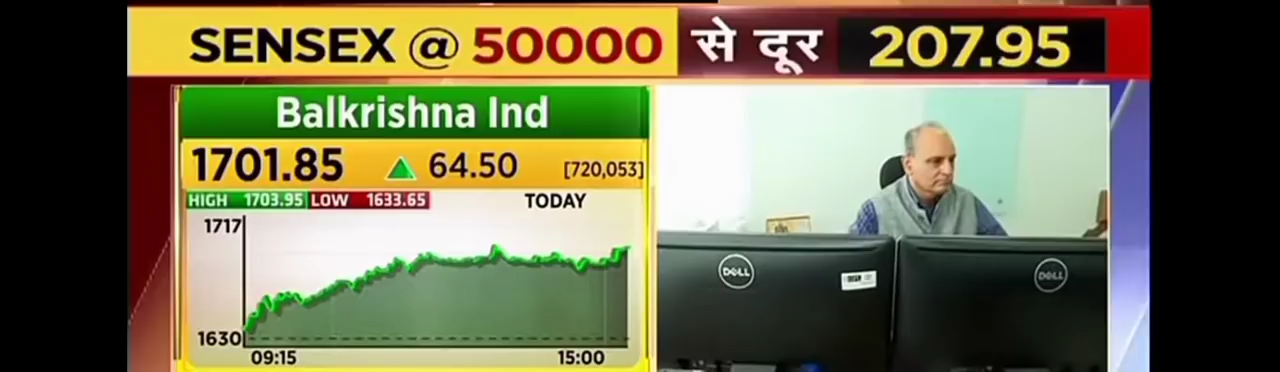 SENSEX @ 50000 से दूर 207.95
Balkrishna Ind
1701.85 ▲ 64.50 [720,053]
HIGH 1703.95 LOW 1633.65 TODAY
1717
1630
09:15 15:00
DELL
DELL